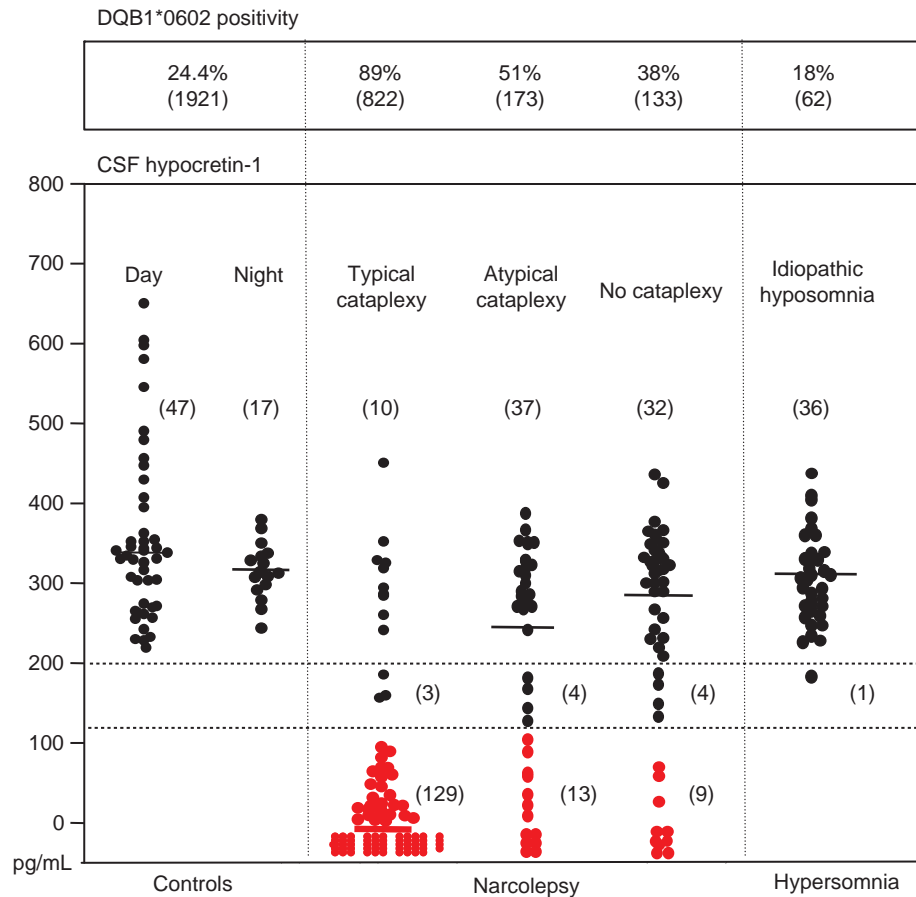 DQB1*0602 positivity
24.4% 89% 51% 38% 18%
(1921) (822) (173) (133) (62)
CSF hypocretin-1
800
700
Day Night Typical cataplexy Atypical cataplexy No cataplexy Idiopathic hyposomnia
600
500
(47) (17) (10) (37) (32) (36)
400
300
200
(3) (4) (4) (1)
100
(129) (13) (9)
0
pg/mL
Controls Narcolepsy Hypersomnia